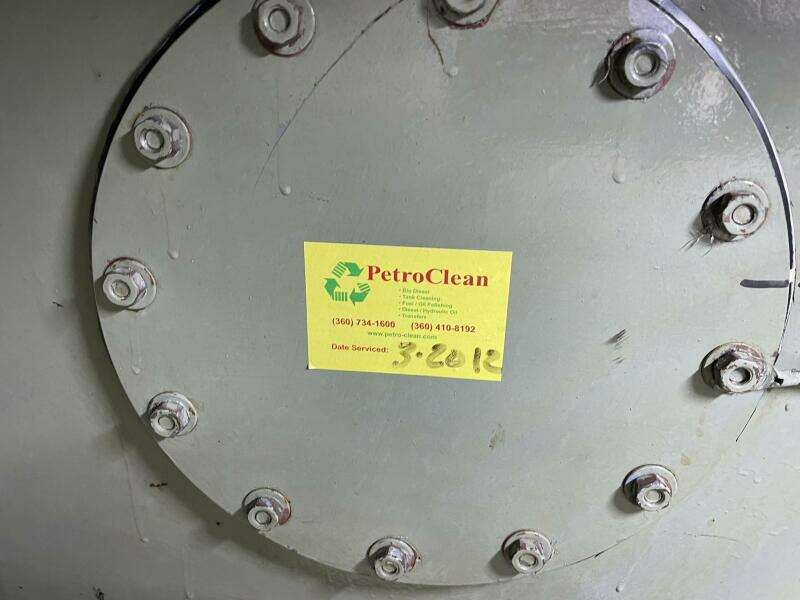 PetroClean
• Bio Diesel
• Tank Cleaning
• Fuel / Oil Polishing
• Diesel / Hydraulic Oil
• Transfers
(360) 734-1600 (360) 410-8192
www.petro-clean.com
Date Serviced: 3-2012